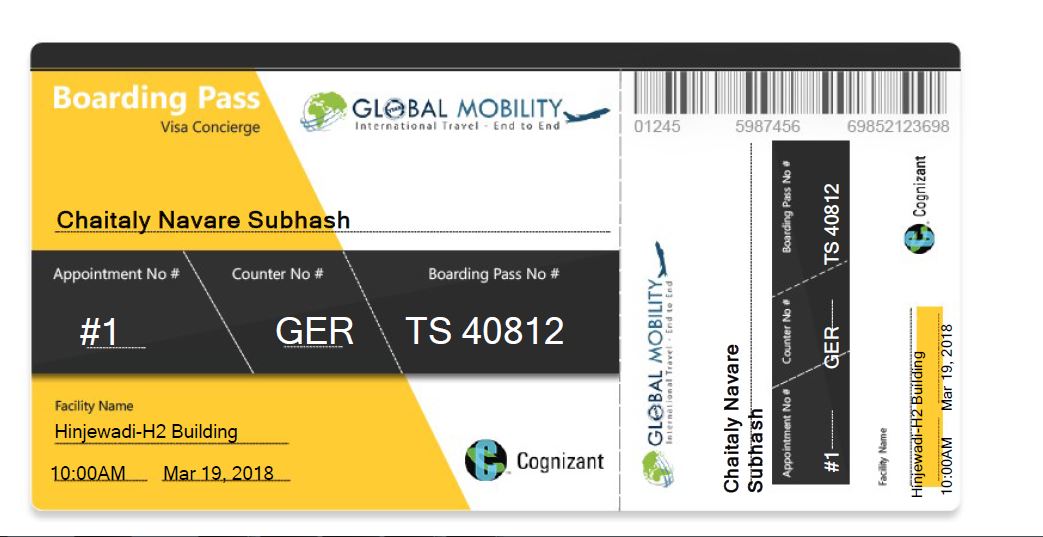 Boarding Pass
Visa Concierge
GLOBAL MOBILITY
International Travel - End to End
Chaitaly Navare Subhash
Appointment No # Counter No # Boarding Pass No #
#1 GER TS 40812
Facility Name
Hinjewadi-H2 Building
10:00AM Mar 19, 2018
Cognizant
01245 5987456 69852123698
GLOBAL MOBILITY
International Travel - End to End
Chaitaly Navare
Subhash
Appointment No # Counter No # Boarding Pass No #
#1 GER TS 40812
Facility Name
Hinjewadi-H2 Building
10:00AM Mar 19, 2018
Cognizant